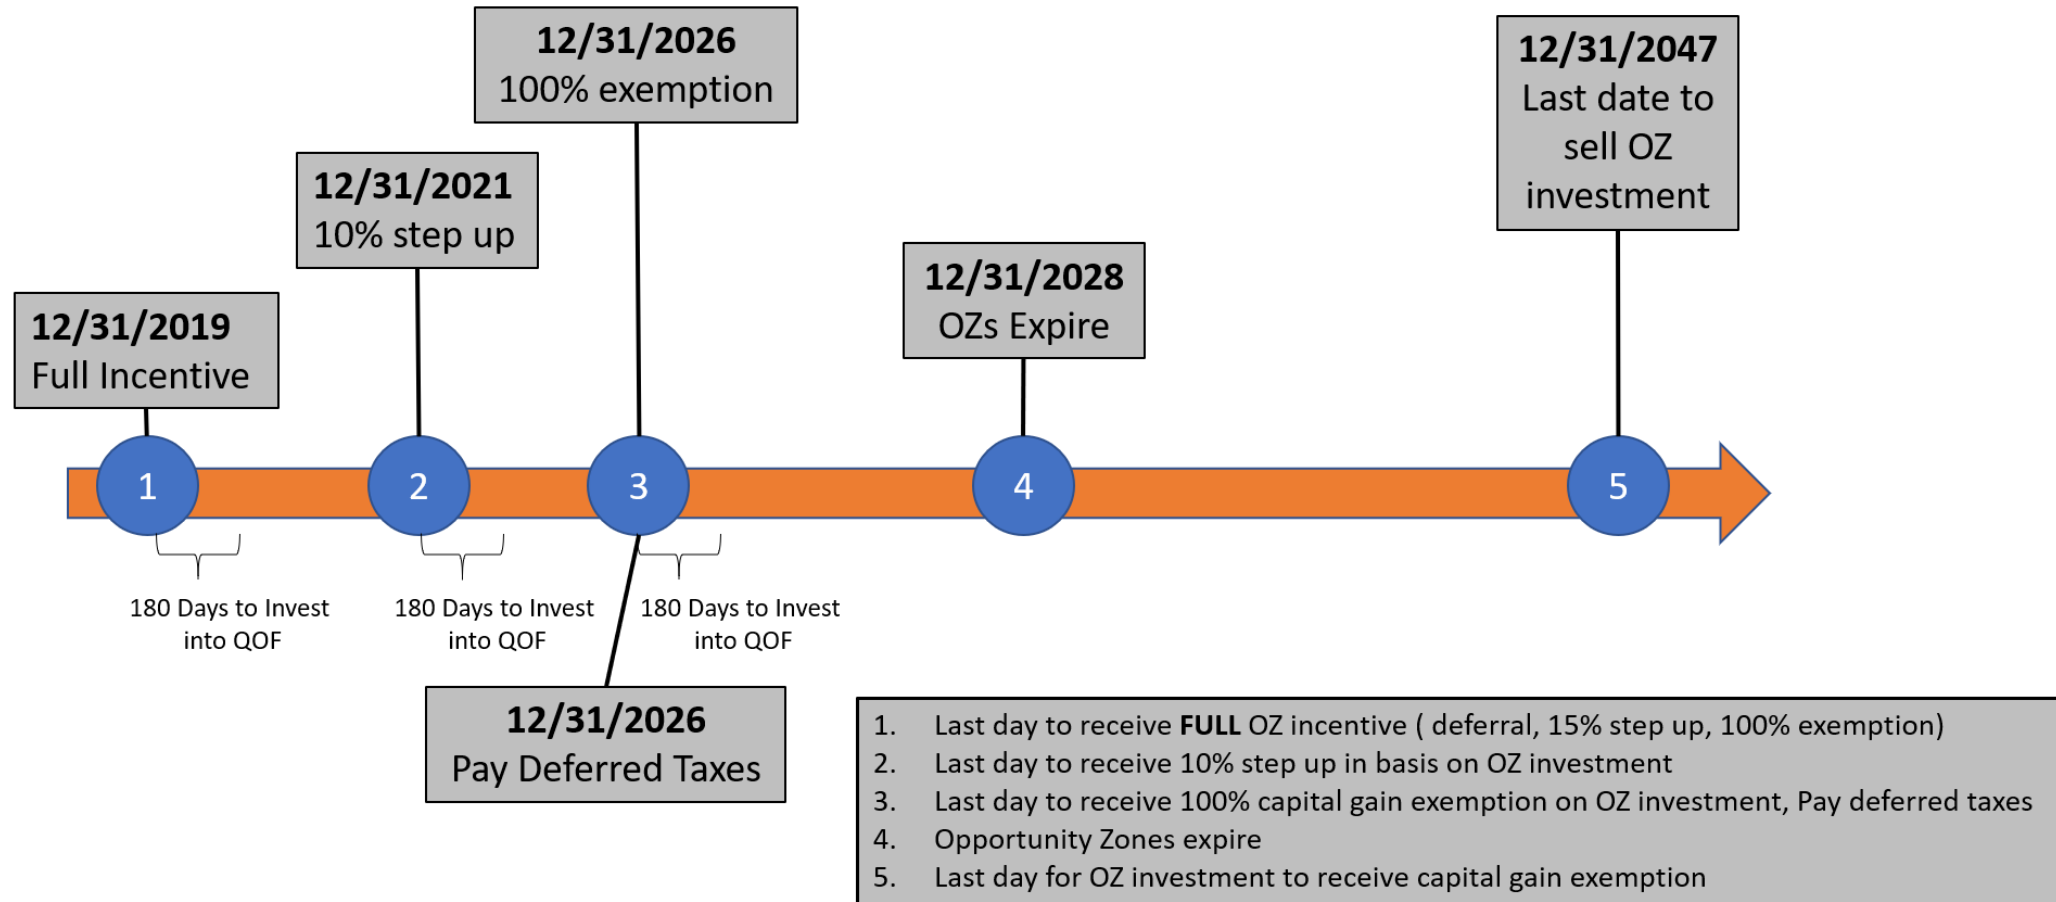 12/31/2026
100% exemption
12/31/2047
Last date to
sell OZ
investment
12/31/2021
10% step up
12/31/2028
OZs Expire
12/31/2019
Full Incentive
1
2
3
4
5
180 Days to Invest
into QOF
180 Days to Invest
into QOF
180 Days to Invest
into QOF
12/31/2026
Pay Deferred Taxes
1. Last day to receive FULL OZ incentive ( deferral, 15% step up, 100% exemption)
2. Last day to receive 10% step up in basis on OZ investment
3. Last day to receive 100% capital gain exemption on OZ investment, Pay deferred taxes
4. Opportunity Zones expire
5. Last day for OZ investment to receive capital gain exemption